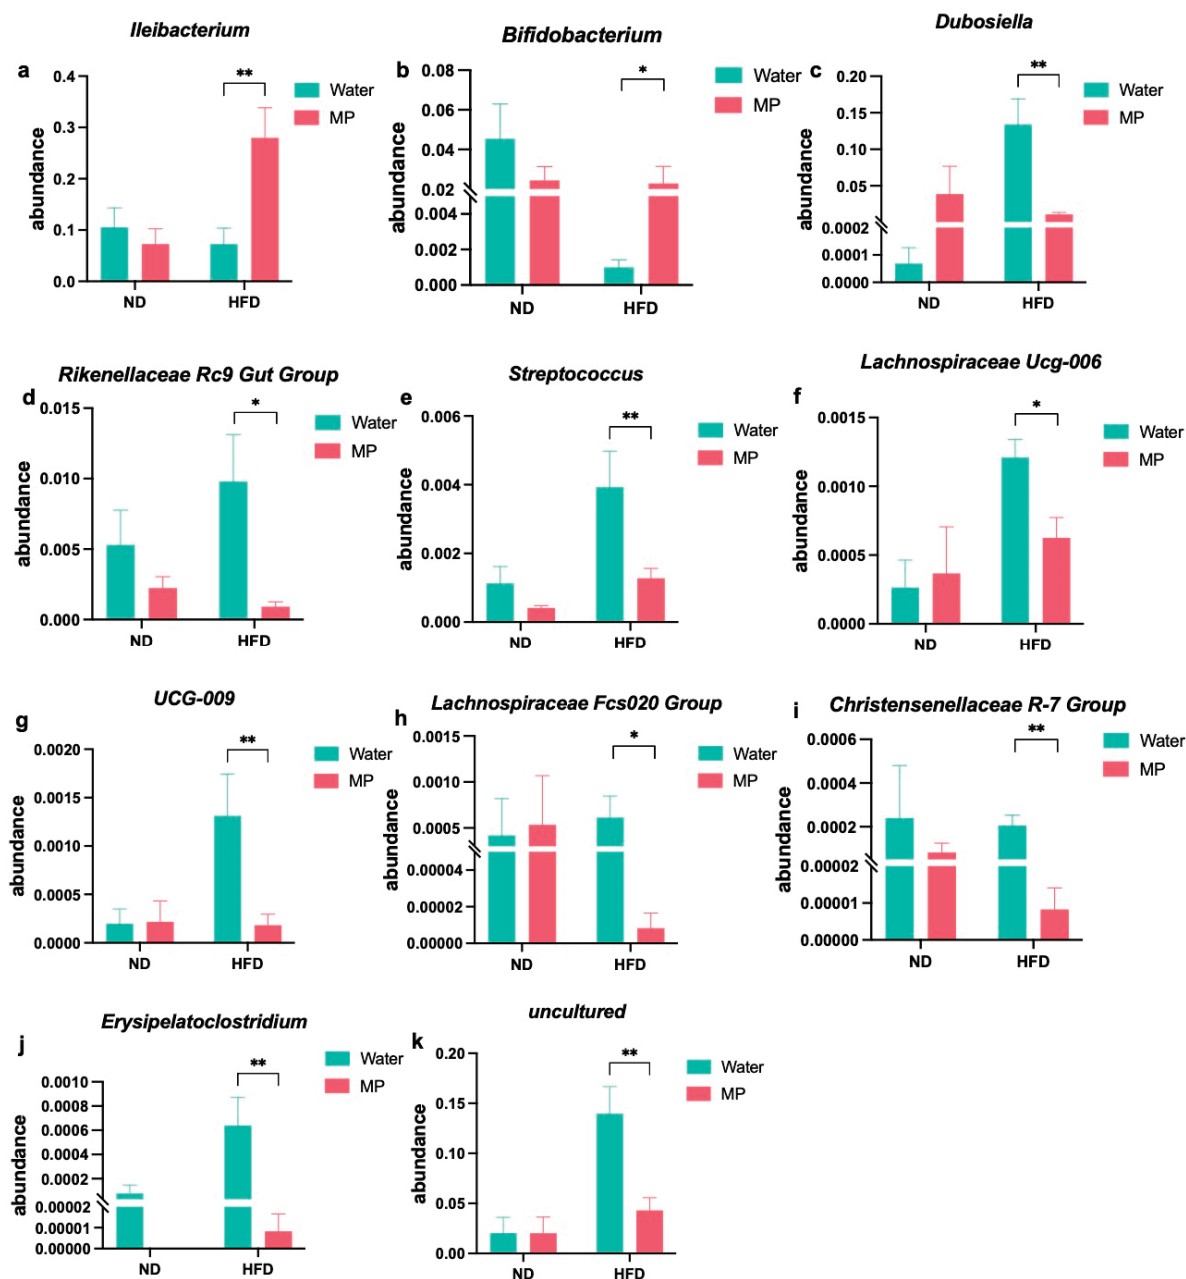 Ileibacterium
a
0.4
0.3
0.2
0.1
0.0
abundance
**
Water
MP
ND
HFD
Bifidobacterium
b
0.08
0.06
0.04
0.02
0.004
0.002
0.000
abundance
*
Water
MP
ND
HFD
Dubosiella
c
0.20
0.15
0.10
0.05
0.0002
0.0001
0.0000
abundance
**
Water
MP
ND
HFD
Rikenellaceae Rc9 Gut Group
d
0.015
0.010
0.005
0.000
abundance
*
Water
MP
ND
HFD
Streptococcus
e
0.006
0.004
0.002
0.000
abundance
**
Water
MP
ND
HFD
Lachnospiraceae Ucg-006
f
0.0015
0.0010
0.0005
0.0000
abundance
*
Water
MP
ND
HFD
UCG-009
g
0.0020
0.0015
0.0010
0.0005
0.0000
abundance
**
Water
MP
ND
HFD
Lachnospiraceae Fcs020 Group
h
0.0015
0.0010
0.0005
0.00004
0.00002
0.00000
abundance
*
Water
MP
ND
HFD
Christensenellaceae R-7 Group
i
0.0006
0.0004
0.0002
0.00002
0.00001
0.00000
abundance
**
Water
MP
ND
HFD
Erysipelatoclostridium
j
0.0010
0.0008
0.0006
0.0004
0.0002
0.00002
0.00001
0.00000
abundance
**
Water
MP
ND
HFD
uncultured
k
0.20
0.15
0.10
0.05
0.00
abundance
**
Water
MP
ND
HFD